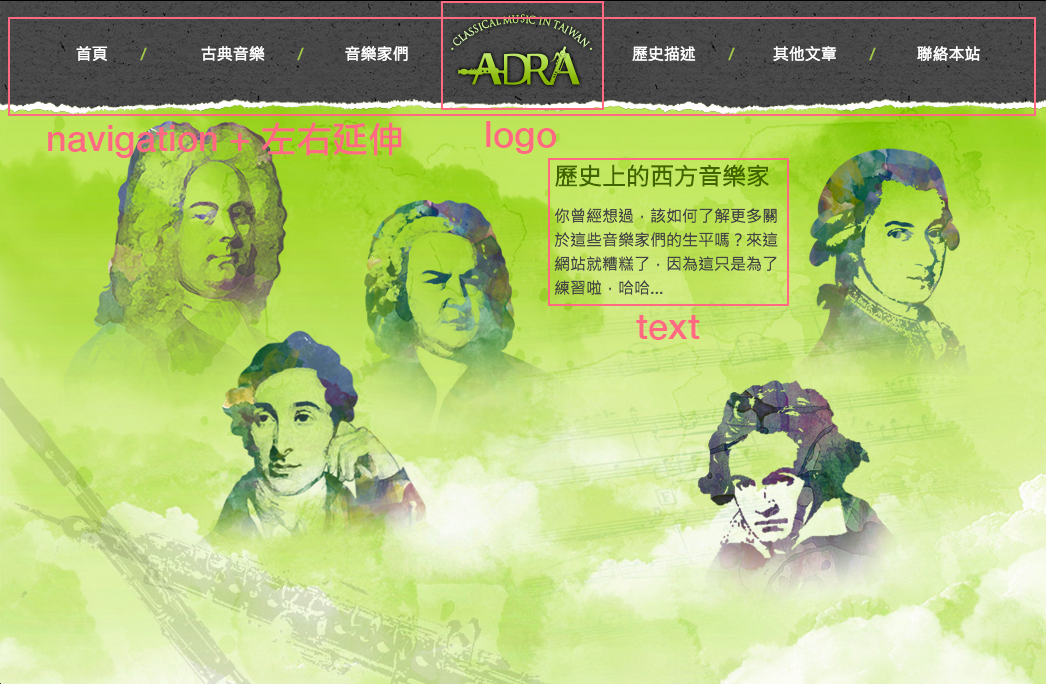 首頁 / 古典音樂 / 音樂家們
CLASSICAL MUSIC IN TAIWAN
ADRA
歷史描述 / 其他文章 / 聯絡本站
navigation + 左右延伸
logo
歷史上的西方音樂家
你曾經想過，該如何了解更多關
於這些音樂家們的生平嗎？來這
網站就糟糕了，因為這只是為了
練習啦，哈哈...
text